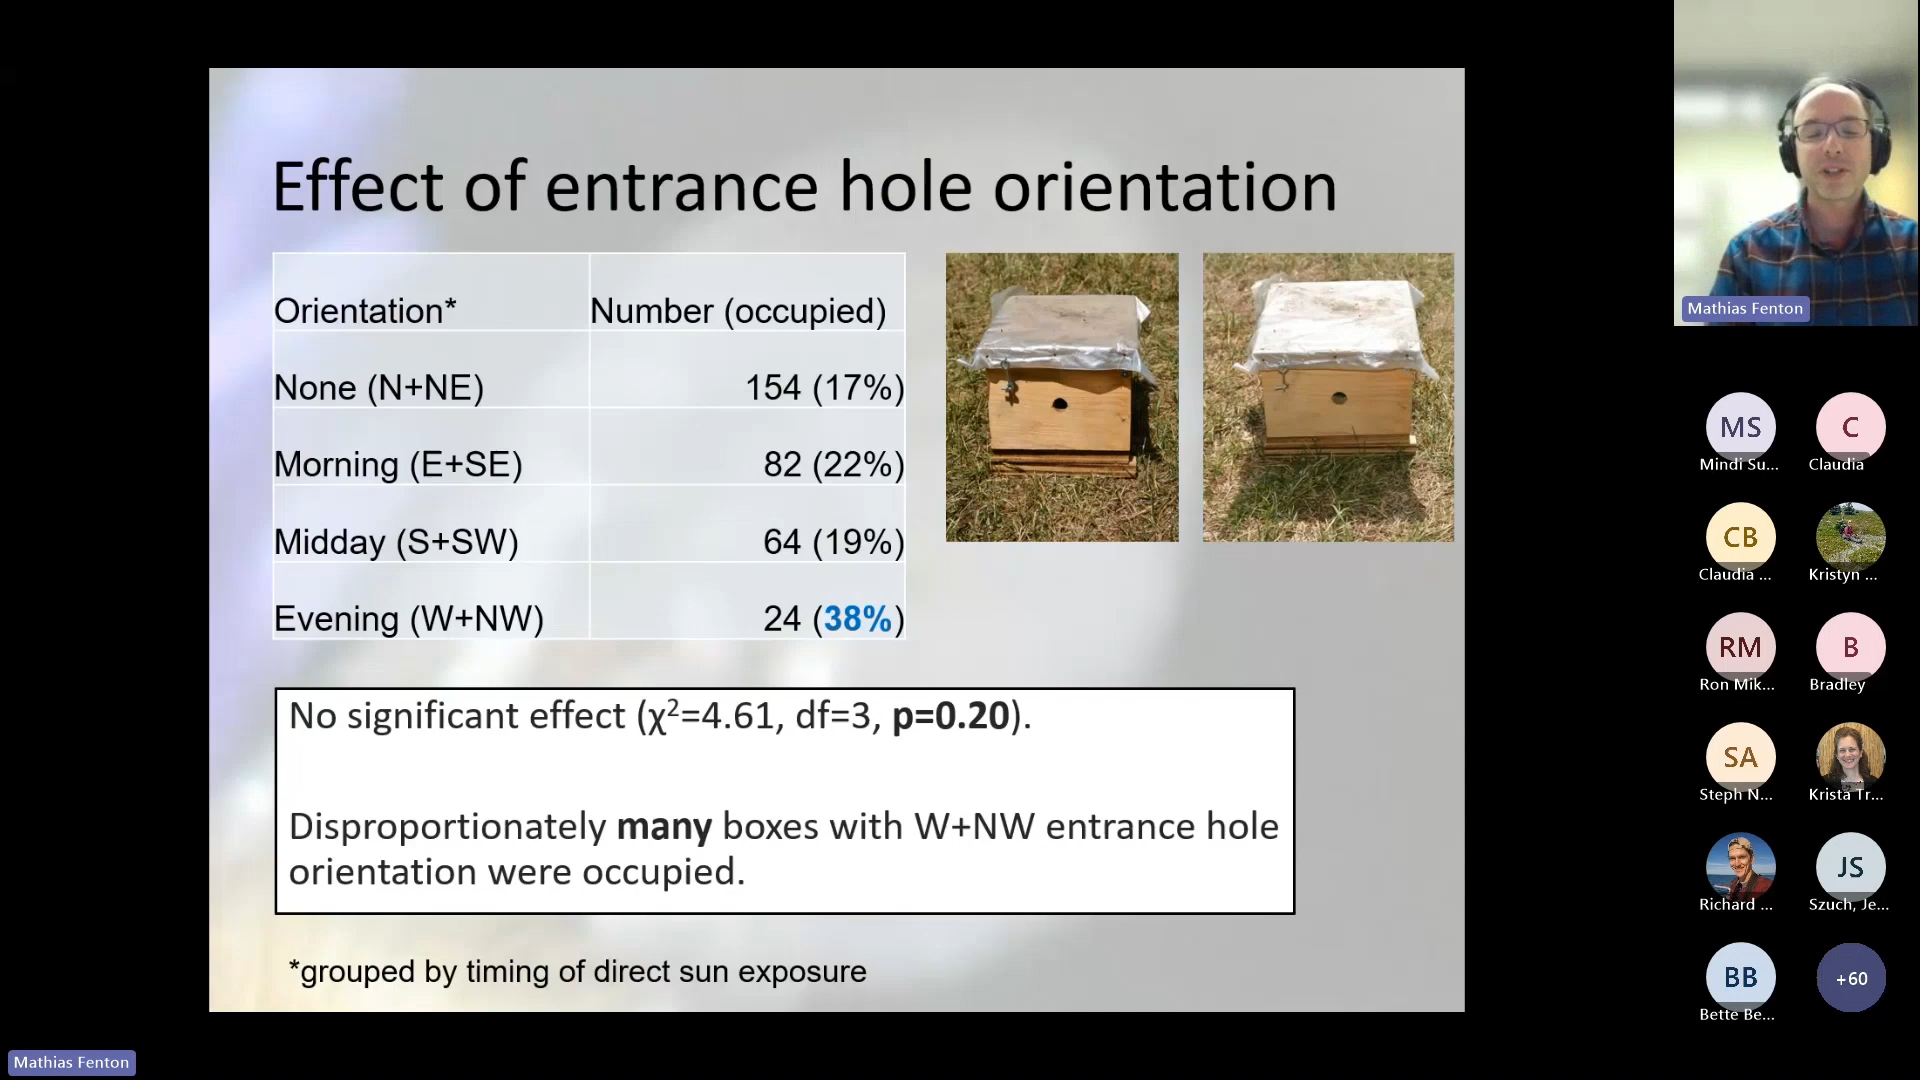 Effect of entrance hole orientation
Orientation* Number (occupied)
None (N+NE) 154 (17%)
Morning (E+SE) 82 (22%)
Midday (S+SW) 64 (19%)
Evening (W+NW) 24 (38%)
No significant effect (χ²=4.61, df=3, p=0.20).
Disproportionately many boxes with W+NW entrance hole
orientation were occupied.
*grouped by timing of direct sun exposure
Mathias Fenton
MS
Mindi Su...
C
Claudia
CB
Claudia ...
Kristyn ...
RM
Ron Mik...
B
Bradley
SA
Steph N...
Krista Tr...
Richard ...
JS
Szuch, Je...
BB
Bette Be...
+60
Mathias Fenton